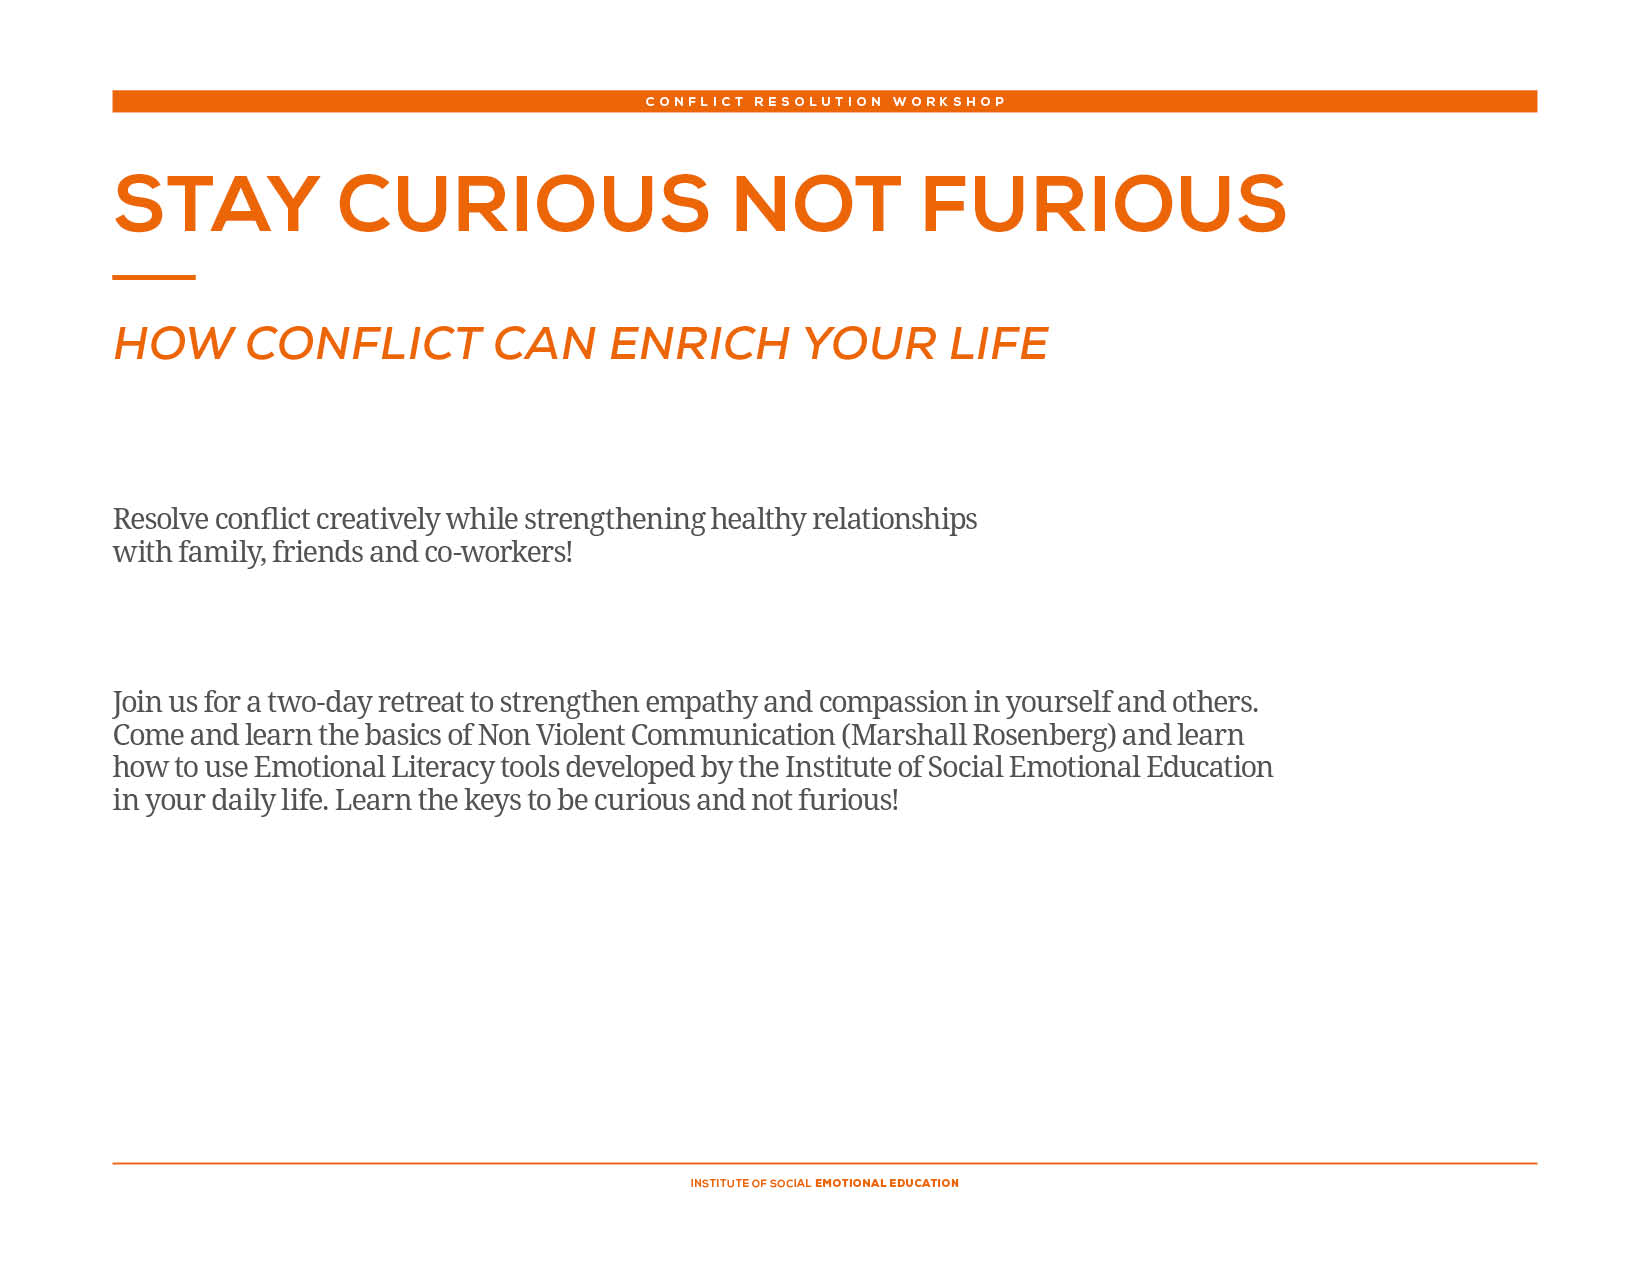 CONFLICT RESOLUTION WORKSHOP
STAY CURIOUS NOT FURIOUS
HOW CONFLICT CAN ENRICH YOUR LIFE
Resolve conflict creatively while strengthening healthy relationships
with family, friends and co-workers!
Join us for a two-day retreat to strengthen empathy and compassion in yourself and others.
Come and learn the basics of Non Violent Communication (Marshall Rosenberg) and learn
how to use Emotional Literacy tools developed by the Institute of Social Emotional Education
in your daily life. Learn the keys to be curious and not furious!
INSTITUTE OF SOCIAL EMOTIONAL EDUCATION